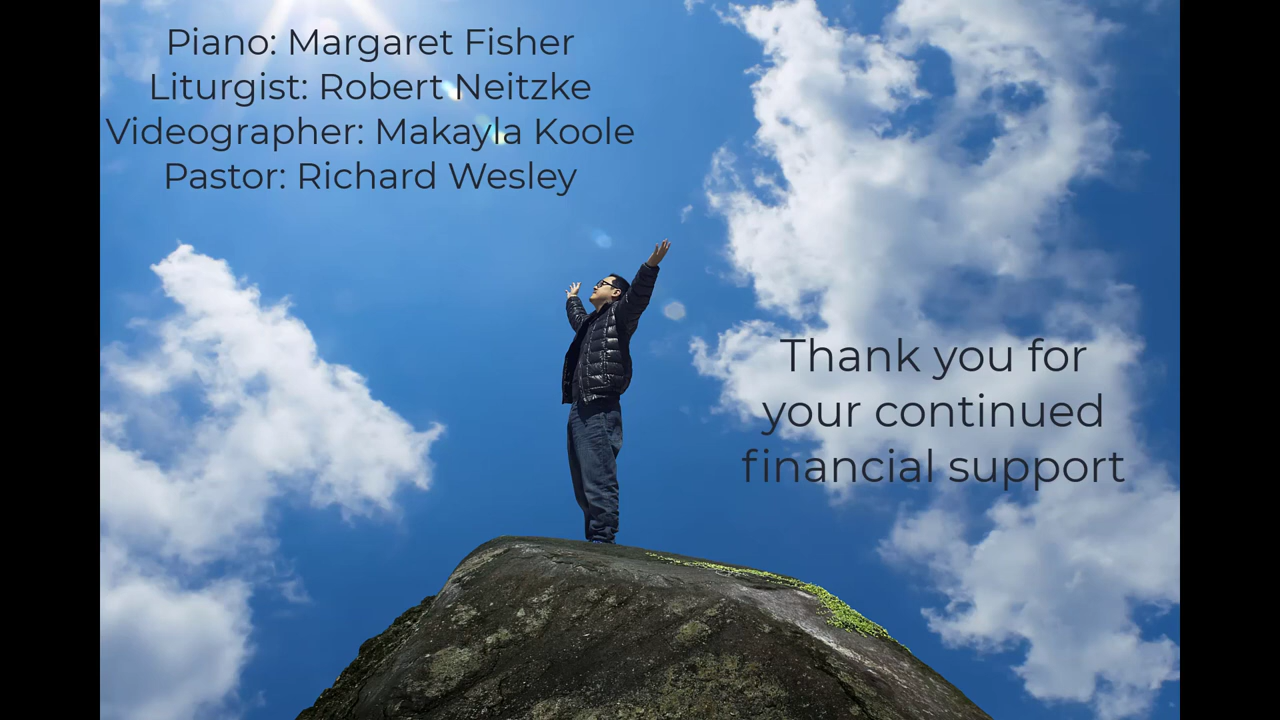 Piano: Margaret Fisher
Liturgist: Robert Neitzke
Videographer: Makayla Koole
Pastor: Richard Wesley
Thank you for
your continued
financial support